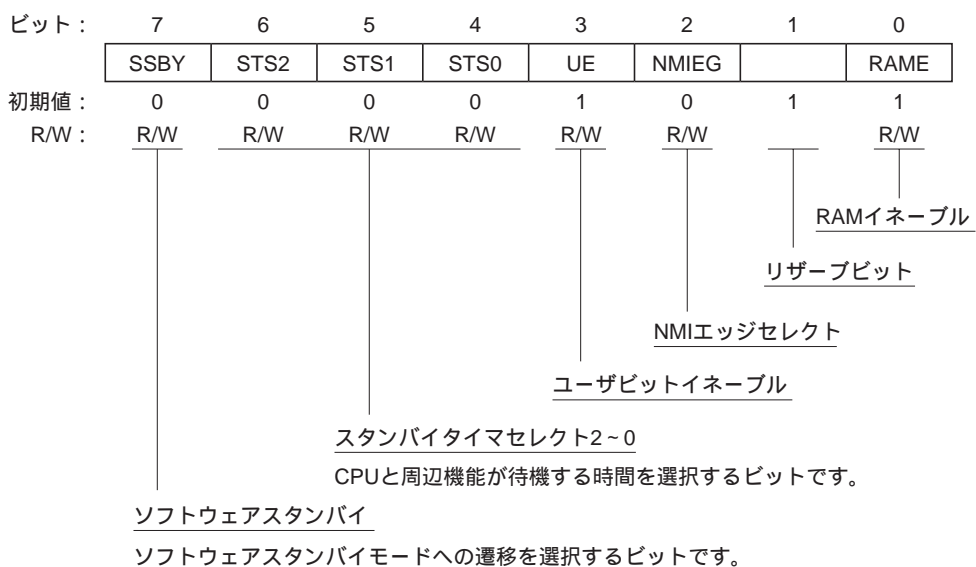 ビット： 7 6 5 4 3 2 1 0
SSBY STS2 STS1 STS0 UE NMIEG RAME
初期値： 0 0 0 0 1 0 1 1
R/W： R/W R/W R/W R/W R/W R/W R/W
RAMイネーブル
リザーブビット
NMIエッジセレクト
ユーザビットイネーブル
スタンバイタイマセレクト2～0
CPUと周辺機能が待機する時間を選択するビットです。
ソフトウェアスタンバイ
ソフトウェアスタンバイモードへの遷移を選択するビットです。